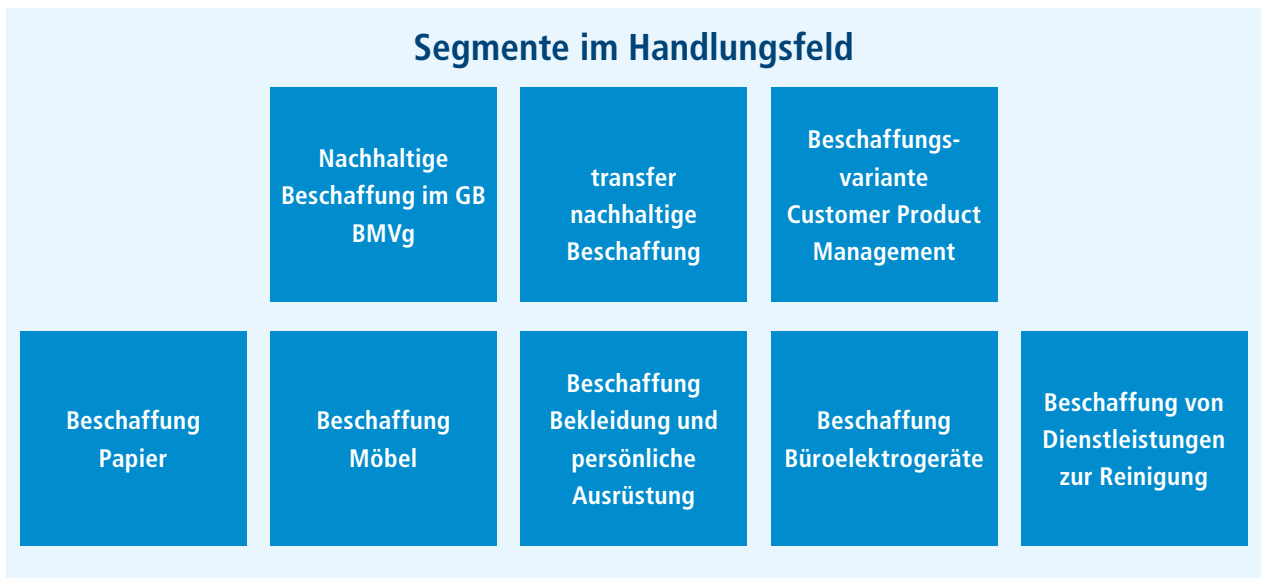 Segmente im Handlungsfeld
Nachhaltige
Beschaffung im GB
BMVg
transfer
nachhaltige
Beschaffung
Beschaffungs-
variante
Customer Product
Management
Beschaffung
Papier
Beschaffung
Möbel
Beschaffung
Bekleidung und
persönliche
Ausrüstung
Beschaffung
Büroelektrogeräte
Beschaffung von
Dienstleistungen
zur Reinigung